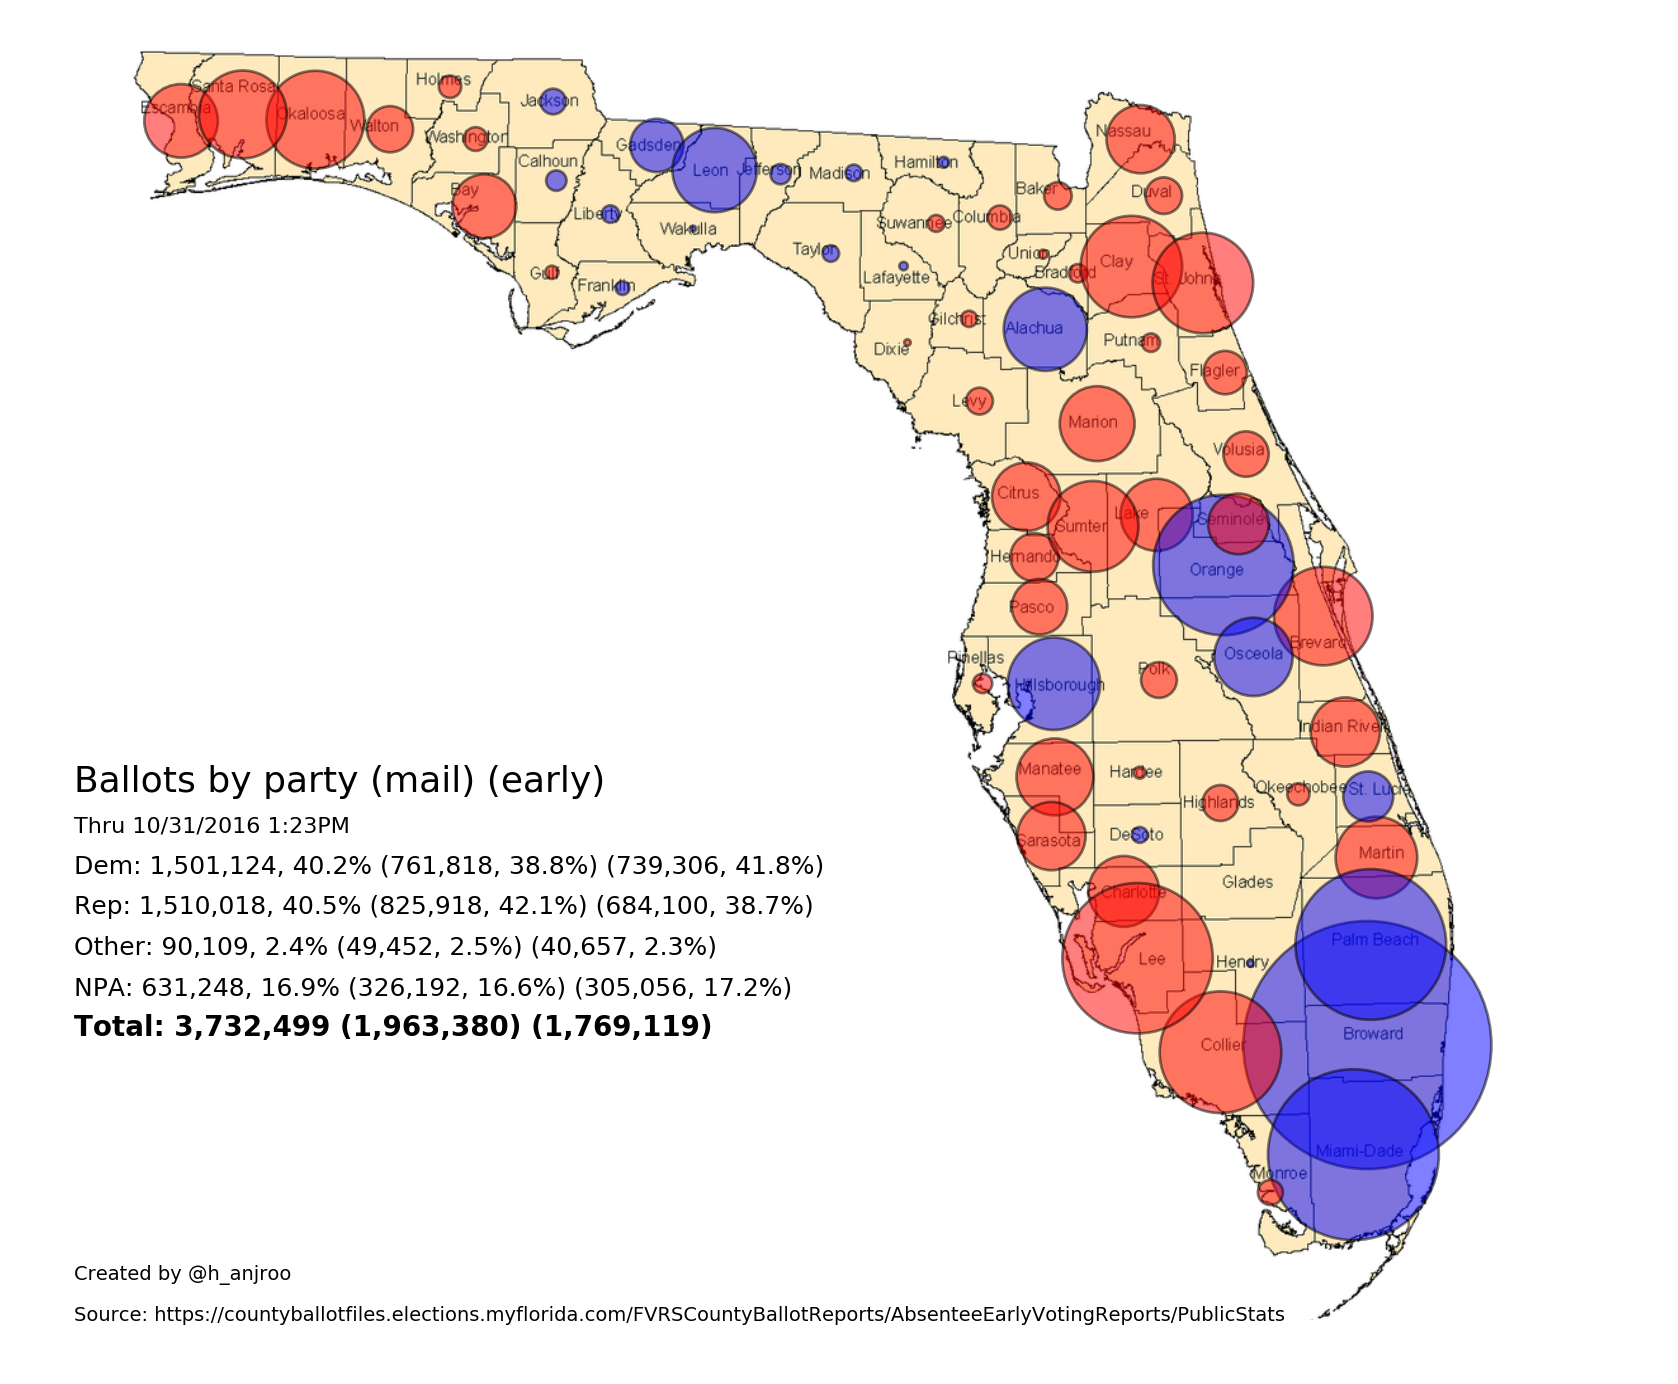 Holmes
Santa Rosa
Jackson
Escambia
Okaloosa
Walton
Washington
Nassau
Gadsden
Calhoun
Hamilton
Leon
Jefferson
Madison
Bay
Baker
Duval
Liberty
Suwannee
Columbia
Wakulla
Taylor
Union
Clay
Gulf
Lafayette
Bradford
St. Johns
Franklin
Gilchrist
Alachua
Dixie
Putnam
Flagler
Levy
Marion
Volusia
Citrus
Sumter
Lake
Seminole
Hernando
Orange
Pasco
Brevard
Pinellas
Osceola
Hillsborough
Polk
Indian River
Manatee
Hardee
Okeechobee
St. Lucie
Highlands
Sarasota
DeSoto
Martin
Charlotte
Glades
Palm Beach
Lee
Hendry
Broward
Collier
Miami-Dade
Monroe
Ballots by party (mail) (early)
Thru 10/31/2016 1:23PM
Dem: 1,501,124, 40.2% (761,818, 38.8%) (739,306, 41.8%)
Rep: 1,510,018, 40.5% (825,918, 42.1%) (684,100, 38.7%)
Other: 90,109, 2.4% (49,452, 2.5%) (40,657, 2.3%)
NPA: 631,248, 16.9% (326,192, 16.6%) (305,056, 17.2%)
Total: 3,732,499 (1,963,380) (1,769,119)
Created by @h_anjroo
Source: https://countyballotfiles.elections.myflorida.com/FVRSCountyBallotReports/AbsenteeEarlyVotingReports/PublicStats